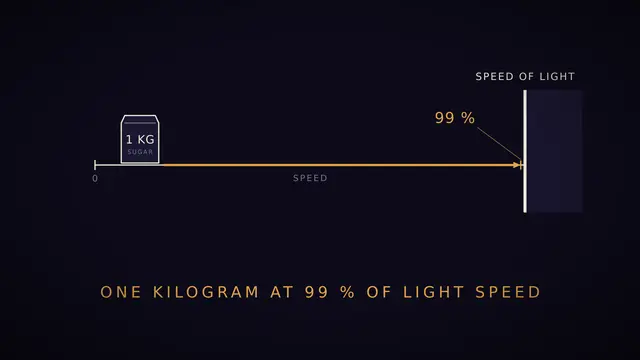 SPEED OF LIGHT
99 %
1 KG
SUGAR
0
SPEED
ONE KILOGRAM AT 99 % OF LIGHT SPEED